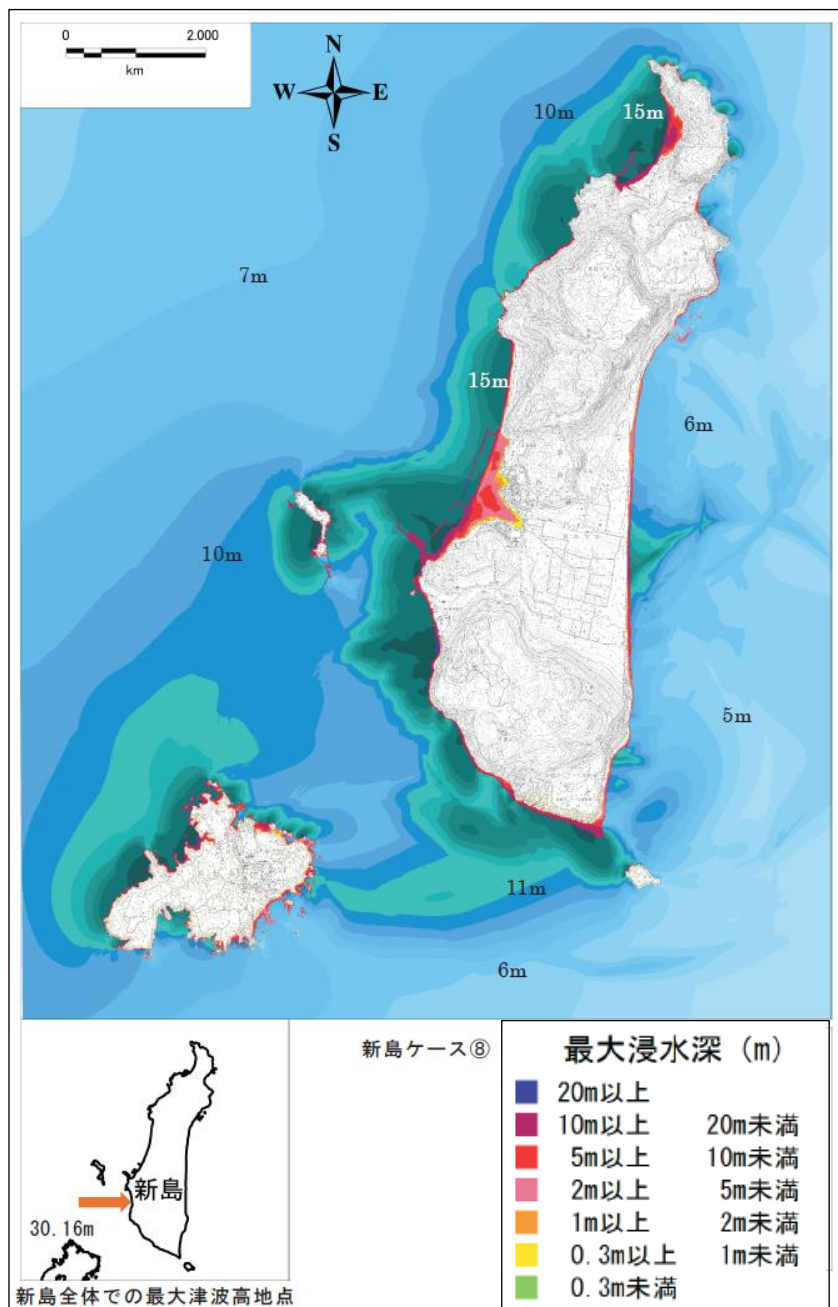 0 2.000
km
N
W E
S
10m
15m
7m
15m
6m
10m
5m
11m
6m
新島ケース⑧
新島
30.16m
新島全体での最大津波高地点
最大浸水深 (m)
20m以上
10m以上 20m未満
5m以上 10m未満
2m以上 5m未満
1m以上 2m未満
0.3m以上 1m未満
0.3m未満